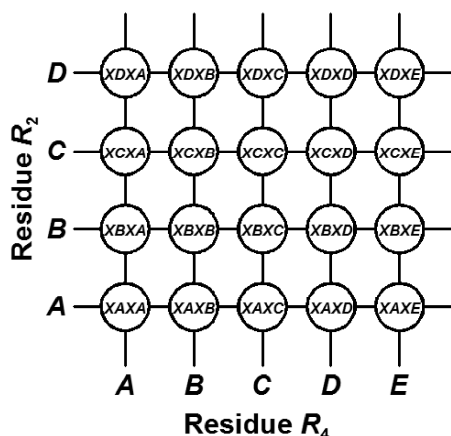 D XDXA XDXB XDXC XDXD XDXE
C XCXA XCXB XCXC XCXD XCXE
B XBXA XBXB XBXC XBXD XBXE
A XAXA XAXB XAXC XAXD XAXE
Residue R2
A B C D E
Residue R4